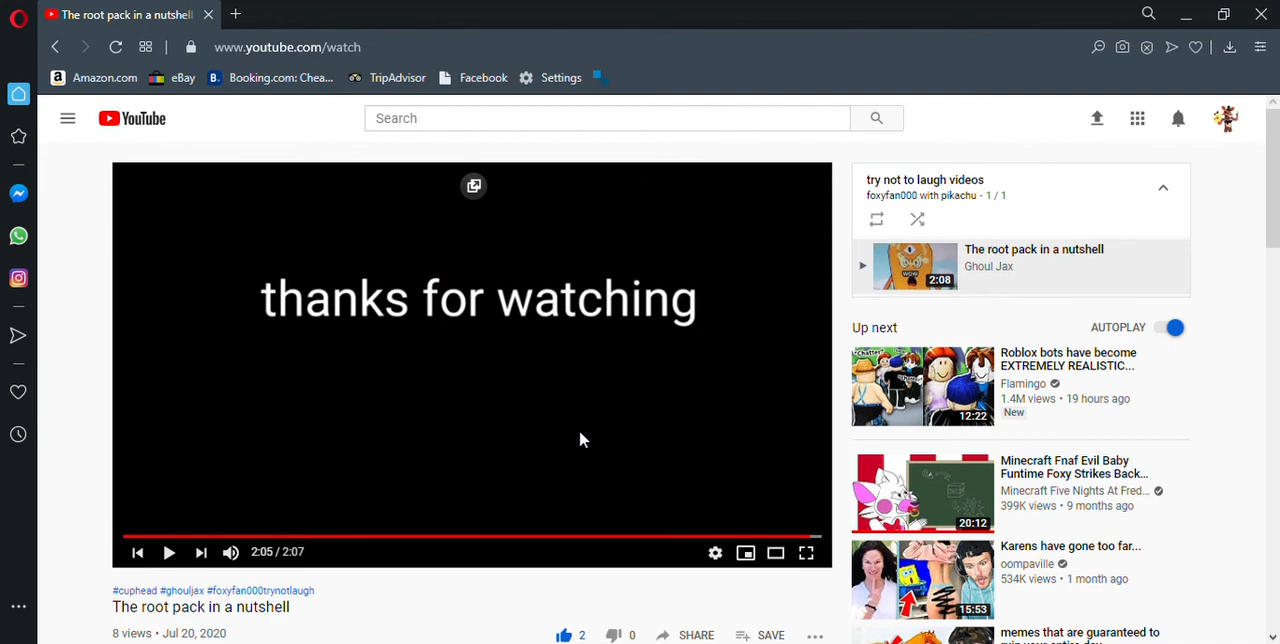 The root pack in a nutshell
www.youtube.com/watch
Amazon.com
eBay
Booking.com: Chea...
TripAdvisor
Facebook
Settings
YouTube
Search
thanks for watching
2:05 / 2:07
#cuphead #ghouljax #foxyfan000trynotlaugh
The root pack in a nutshell
8 views • Jul 20, 2020
2
0
SHARE
SAVE
try not to laugh videos
foxyfan000 with pikachu - 1 / 1
WOW
2:08
The root pack in a nutshell
Ghoul Jax
Up next
AUTOPLAY
*Chatter*
12:22
Roblox bots have become
EXTREMELY REALISTIC...
Flamingo
1.4M views • 19 hours ago
New
20:12
Minecraft Fnaf Evil Baby
Funtime Foxy Strikes Back...
Minecraft Five Nights At Fred...
399K views • 9 months ago
15:53
Karens have gone too far...
oompaville
534K views • 1 month ago
memes that are guaranteed to